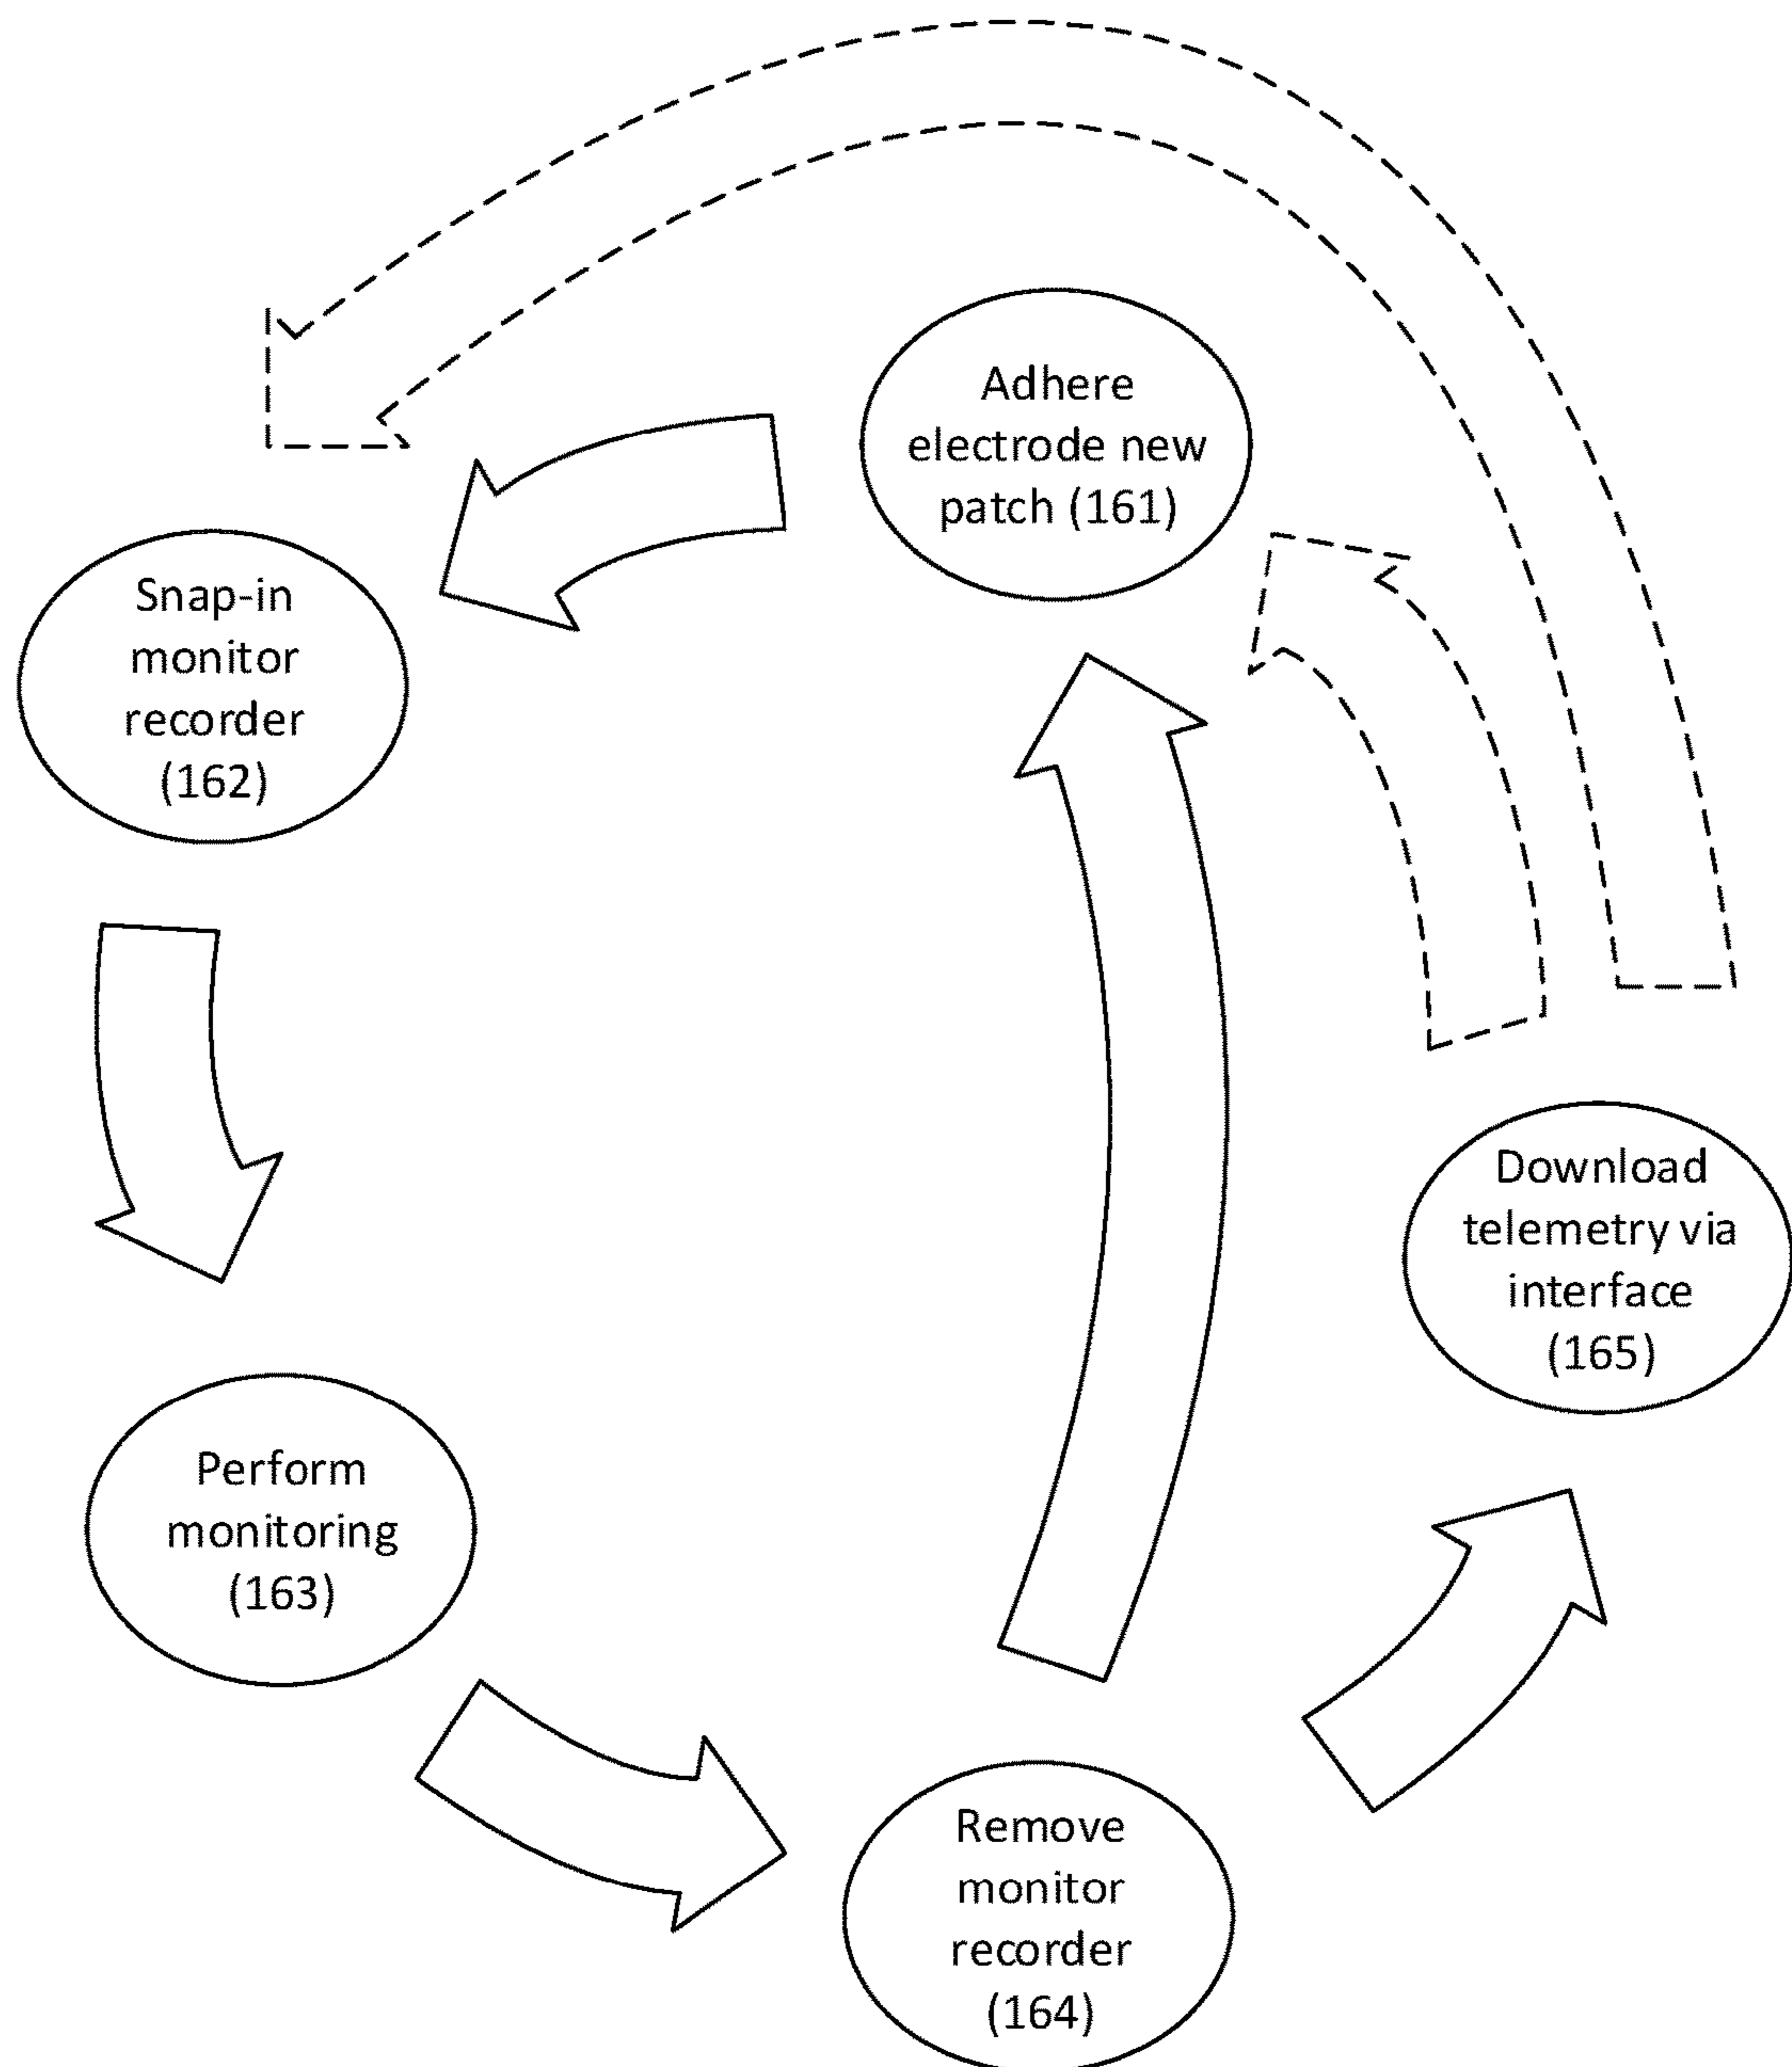 Adhere
electrode new
patch (161)
Snap-in
monitor
recorder
(162)
Perform
monitoring
(163)
Remove
monitor
recorder
(164)
Download
telemetry via
interface
(165)